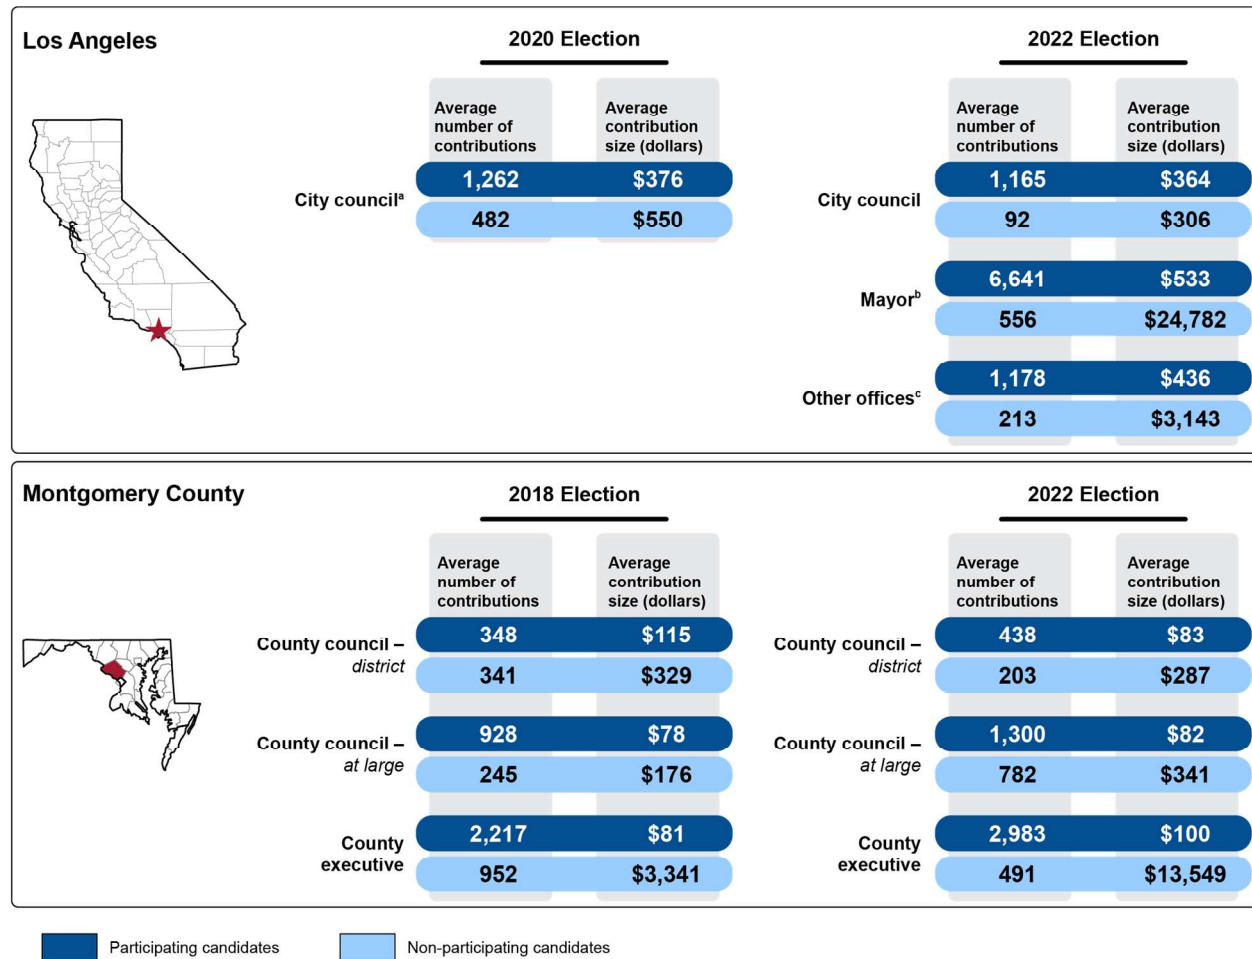 Los Angeles
2020 Election
2022 Election
Average
number of
contributions
Average
contribution
size (dollars)
Average
number of
contributions
Average
contribution
size (dollars)
City councilᵃ
1,262
$376
482
$550
City council
1,165
$364
92
$306
Mayorᵇ
6,641
$533
556
$24,782
Other officesᶜ
1,178
$436
213
$3,143
Montgomery County
2018 Election
2022 Election
Average
number of
contributions
Average
contribution
size (dollars)
Average
number of
contributions
Average
contribution
size (dollars)
County council –
district
348
$115
341
$329
County council –
district
438
$83
203
$287
County council –
at large
928
$78
245
$176
County council –
at large
1,300
$82
782
$341
County
executive
2,217
$81
952
$3,341
County
executive
2,983
$100
491
$13,549
Participating candidates
Non-participating candidates